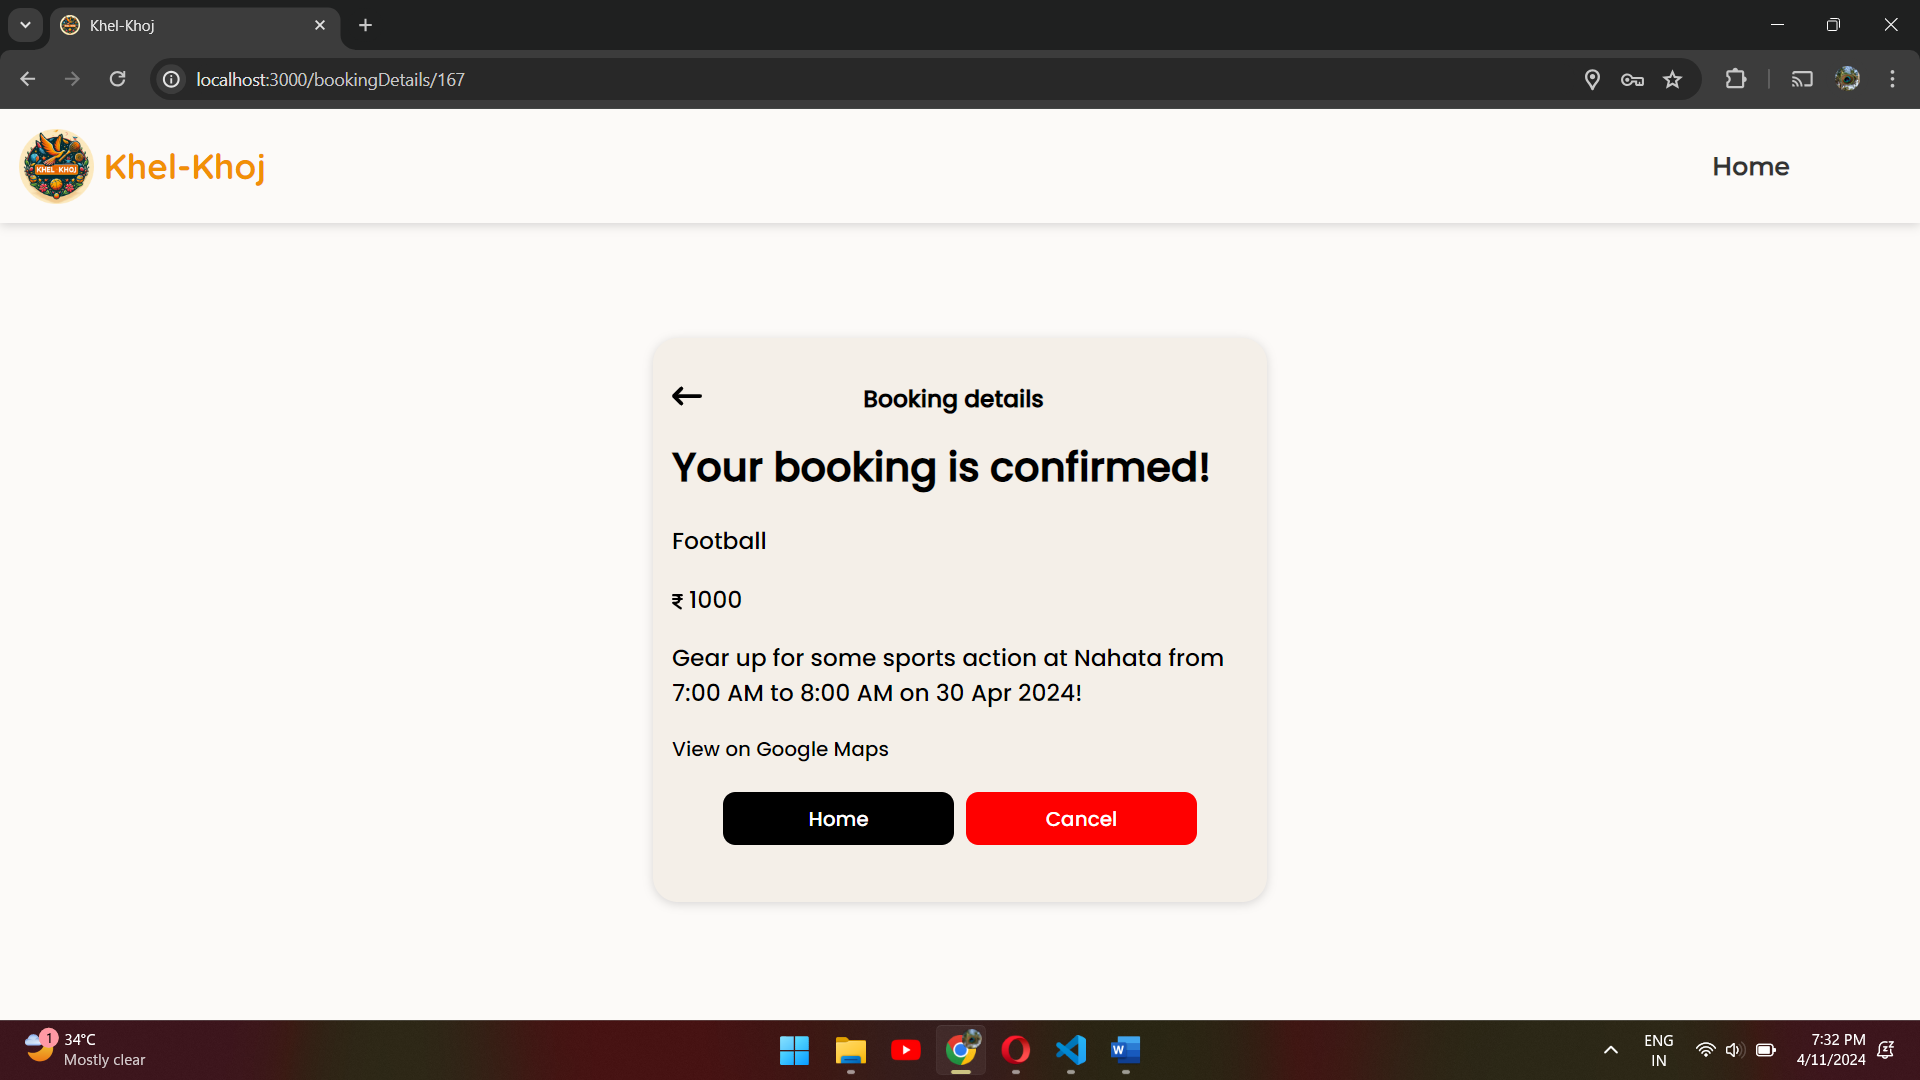 Khel-Khoj
localhost:3000/bookingDetails/167
KHEL KHOJ
Khel-Khoj
Home
Booking details
Your booking is confirmed!
Football
₹ 1000
Gear up for some sports action at Nahata from
7:00 AM to 8:00 AM on 30 Apr 2024!
View on Google Maps
Home
Cancel
1
34°C
Mostly clear
W
ENG
IN
7:32 PM
4/11/2024